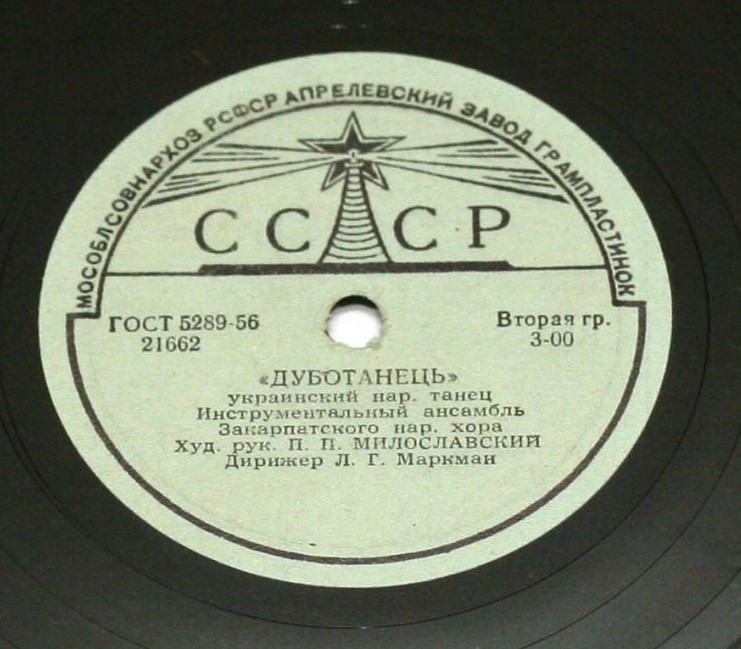 МОСОБЛСОВНАРХОЗ РСФСР АПРЕЛЕВСКИЙ ЗАВОД ГРАМПЛАСТИНОК
СССР
ГОСТ 5289-56
21662
Вторая гр.
3-00
«ДУБОТАНЕЦЬ»
украинский нар. танец
Инструментальный ансамбль
Закарпатского нар. хора
Худ. рук. П. П. МИЛОСЛАВСКИЙ
Дирижер Л. Г. Маркман